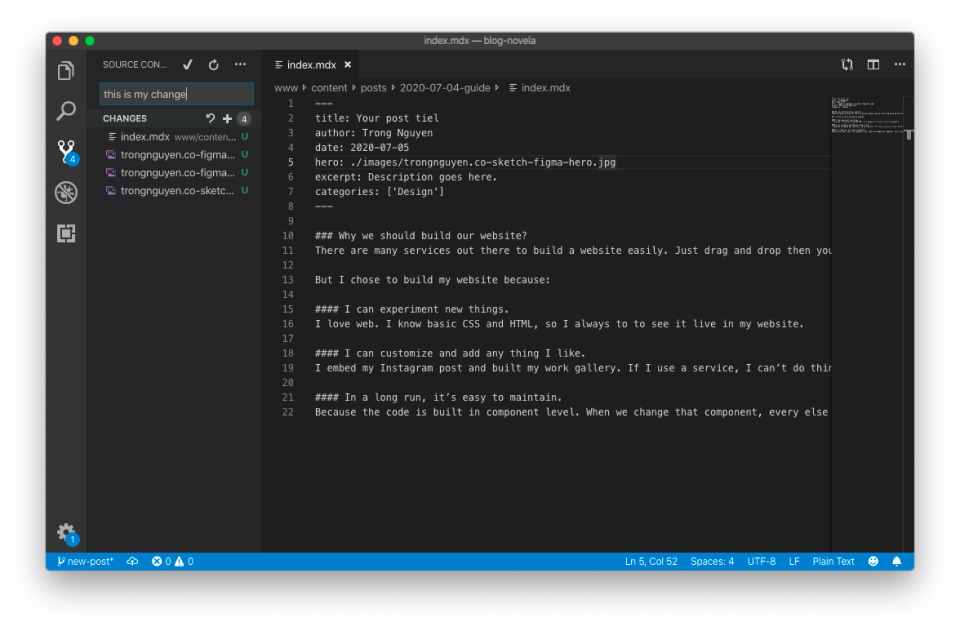 index.mdx — blog-novela
SOURCE CON...
index.mdx
this is my change
www content posts 2020-07-04-guide index.mdx
CHANGES 4
index.mdx www/conten... U
trongnguyen.co-figma... U
trongnguyen.co-figma... U
trongnguyen.co-sketc... U
4
1
1 ---
2 title: Your post tiel
3 author: Trong Nguyen
4 date: 2020-07-05
5 hero: ./images/trongnguyen.co-sketch-figma-hero.jpg
6 excerpt: Description goes here.
7 categories: ['Design']
8 ---
9
10 ### Why we should build our website?
11 There are many services out there to build a website easily. Just drag and drop then you
12
13 But I chose to build my website because:
14
15 #### I can experiment new things.
16 I love web. I know basic CSS and HTML, so I always to to see it live in my website.
17
18 #### I can customize and add any thing I like.
19 I embed my Instagram post and built my work gallery. If I use a service, I can’t do thin
20
21 #### In a long run, it’s easy to maintain.
22 Because the code is built in component level. When we change that component, every else
new-post* 0 0 Ln 5, Col 52 Spaces: 4 UTF-8 LF Plain Text